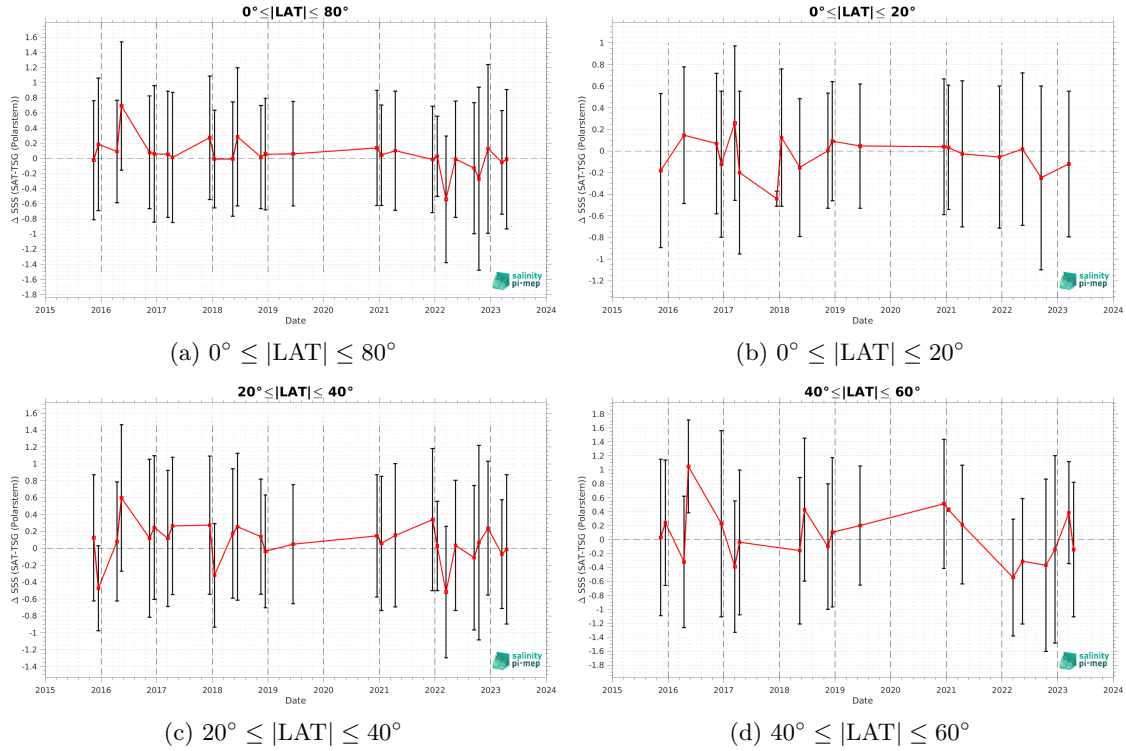 0°≤|LAT|≤ 80°
Δ SSS (SAT-TSG (Polarstern))
1.6
1.4
1.2
1
0.8
0.6
0.4
0.2
0
-0.2
-0.4
-0.6
-0.8
-1
-1.2
-1.4
-1.6
-1.8
2015 2016 2017 2018 2019 2020 2021 2022 2023 2024
Date
salinity
pi-mep
(a) 0° ≤ |LAT| ≤ 80°
0°≤|LAT|≤ 20°
Δ SSS (SAT-TSG (Polarstern))
1
0.8
0.6
0.4
0.2
0
-0.2
-0.4
-0.6
-0.8
-1
-1.2
2015 2016 2017 2018 2019 2020 2021 2022 2023 2024
Date
salinity
pi-mep
(b) 0° ≤ |LAT| ≤ 20°
20°≤|LAT|≤ 40°
Δ SSS (SAT-TSG (Polarstern))
1.6
1.4
1.2
1
0.8
0.6
0.4
0.2
0
-0.2
-0.4
-0.6
-0.8
-1
-1.2
-1.4
2015 2016 2017 2018 2019 2020 2021 2022 2023 2024
Date
salinity
pi-mep
(c) 20° ≤ |LAT| ≤ 40°
40°≤|LAT|≤ 60°
Δ SSS (SAT-TSG (Polarstern))
1.8
1.6
1.4
1.2
1
0.8
0.6
0.4
0.2
0
-0.2
-0.4
-0.6
-0.8
-1
-1.2
-1.4
-1.6
-1.8
2015 2016 2017 2018 2019 2020 2021 2022 2023 2024
Date
salinity
pi-mep
(d) 40° ≤ |LAT| ≤ 60°